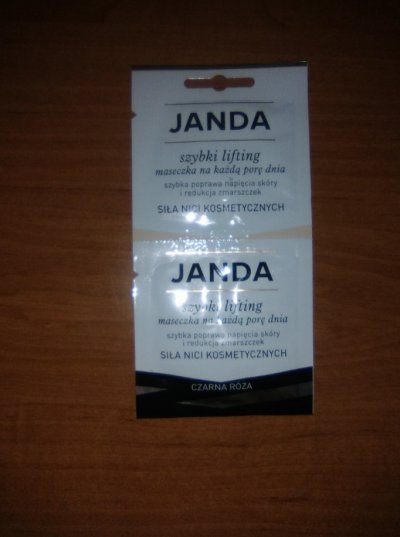 JANDA
szybki lifting
maseczka na każdą porę dnia
szybka poprawa napięcia skóry
i redukcja zmarszczek
SIŁA NICI KOSMETYCZNYCH
JANDA
szybki lifting
maseczka na każdą porę dnia
szybka poprawa napięcia skóry
i redukcja zmarszczek
SIŁA NICI KOSMETYCZNYCH
CZARNA RÓŻA